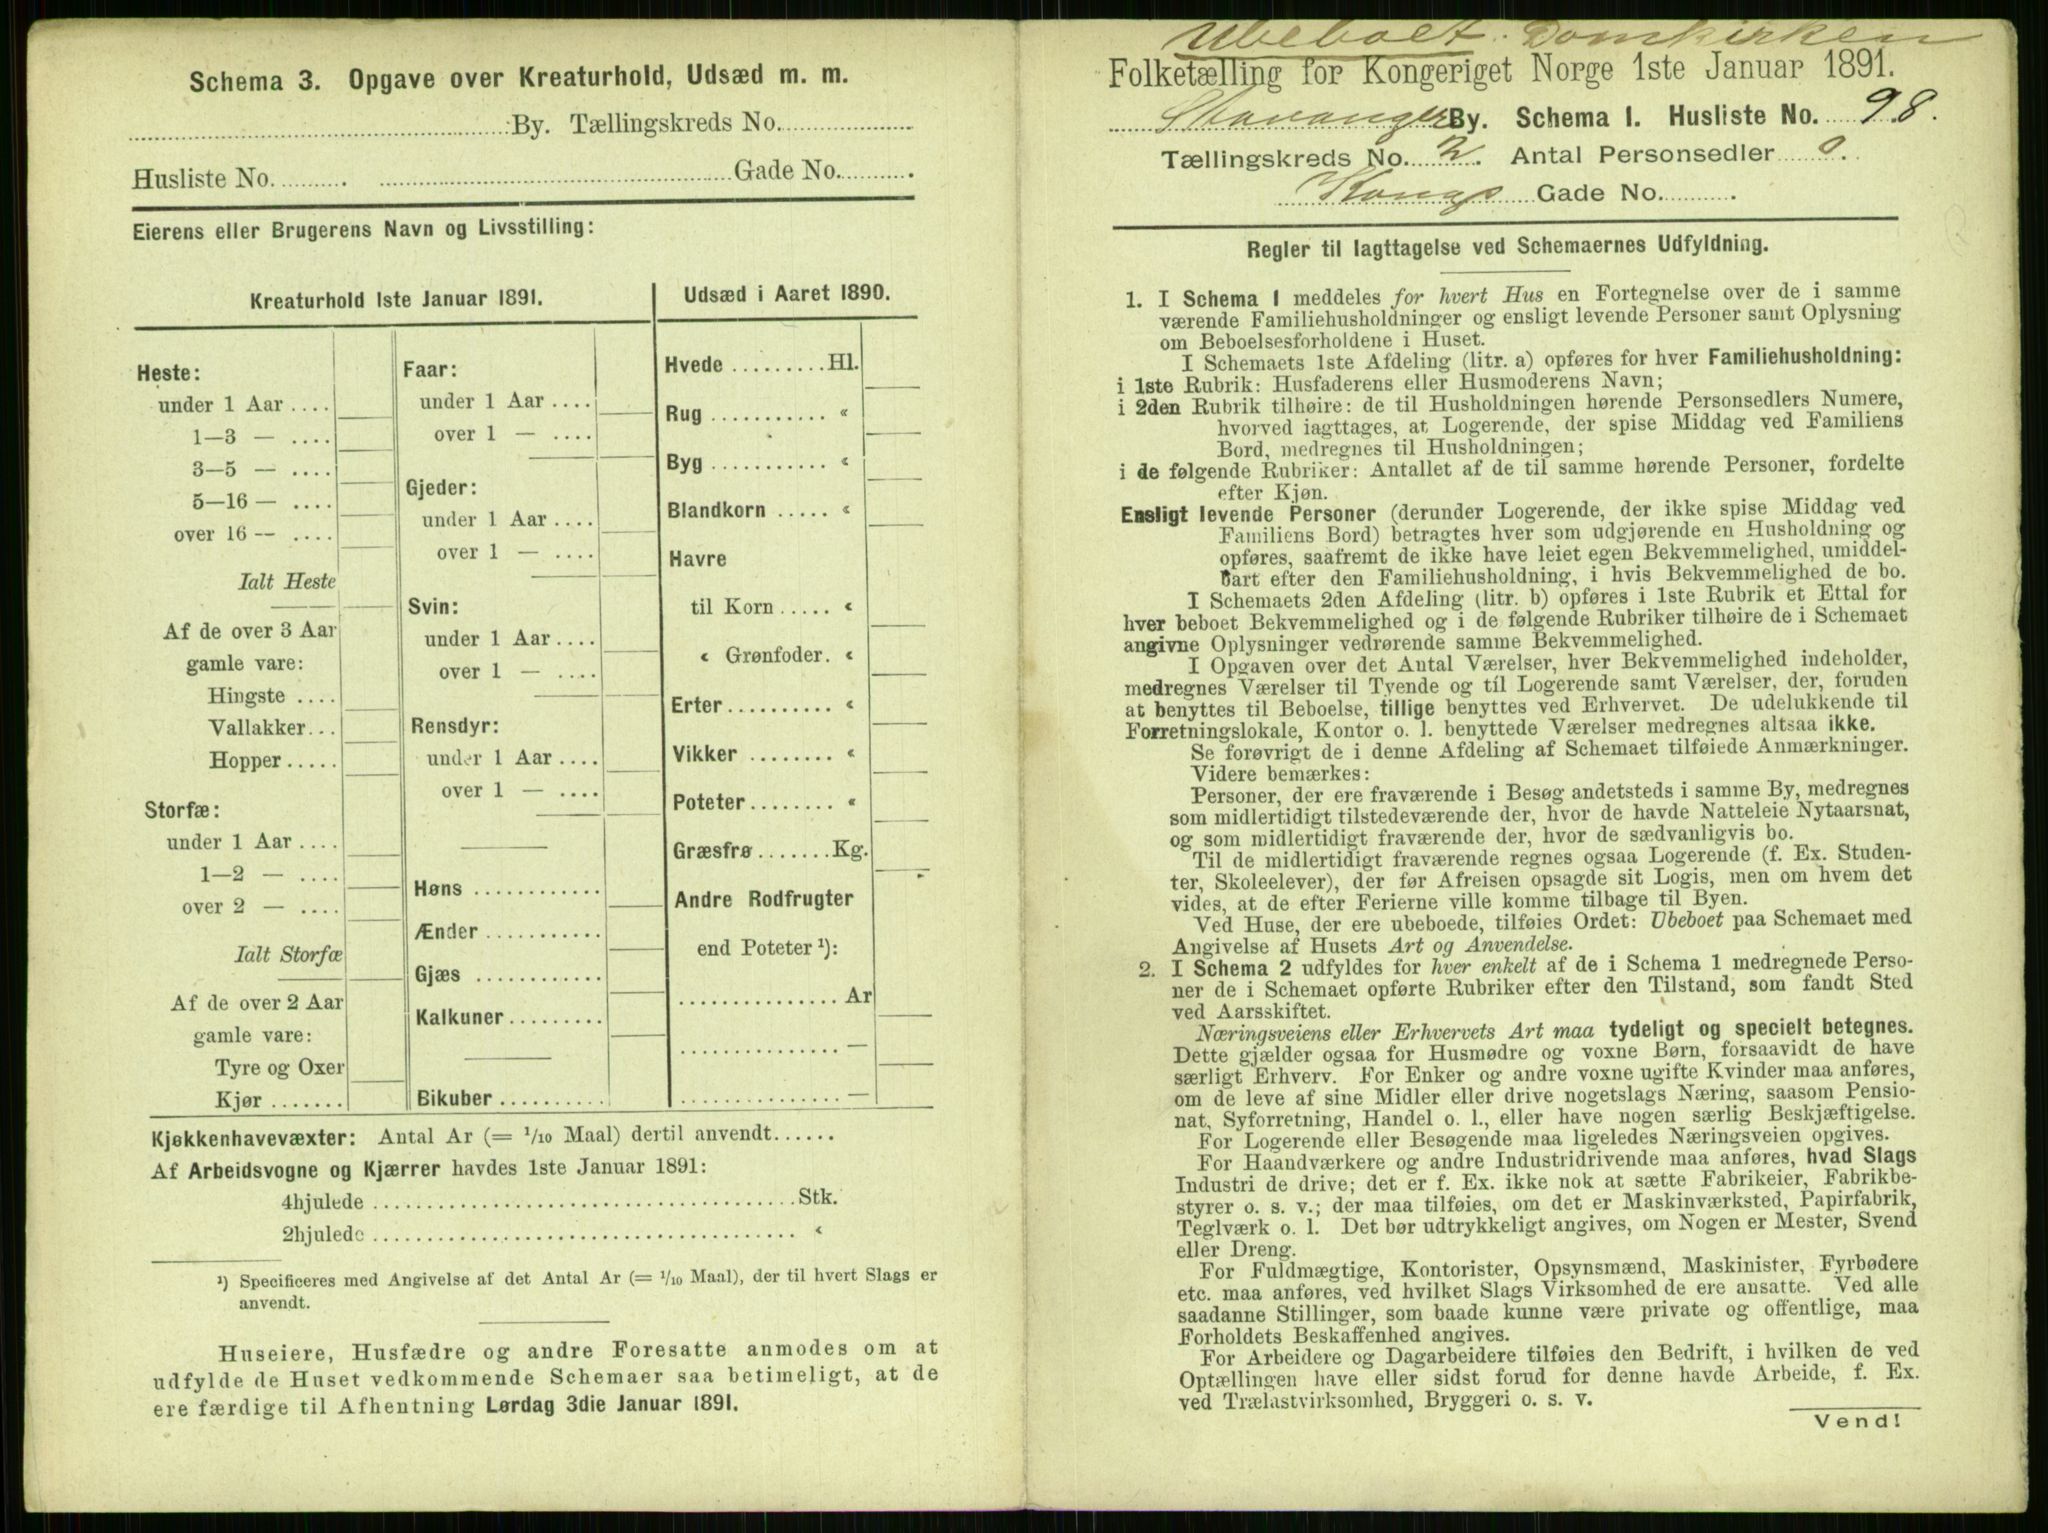 Schema 3. Opgave over Kreaturhold, Udsæd m. m.
By. Tællingskreds No.
Husliste No. Gade No.
Eierens eller Brugerens Navn og Livsstilling:
Kreaturhold 1ste Januar 1891.
Heste:
under 1 Aar
1—3 —
3—5 —
5—16 —
over 16 —
Ialt Heste
Af de over 3 Aar
gamle vare:
Hingste
Vallakker
Hopper
Storfæ:
under 1 Aar
1—2 —
over 2 —
Ialt Storfæ
Af de over 2 Aar
gamle vare:
Tyre og Oxer
Kjør
Faar:
under 1 Aar
over 1 —
Gjeder:
under 1 Aar
over 1 —
Svin:
under 1 Aar
over 1 —
Rensdyr:
under 1 Aar
over 1 —
Høns
Ænder
Gjæs
Kalkuner
Bikuber
Udsæd i Aaret 1890.
Hvede Hl.
Rug «
Byg «
Blandkorn «
Havre
til Korn «
« Grønfoder. «
Erter «
Vikker «
Poteter «
Græsfrø Kg.
Andre Rodfrugter
end Poteter ¹):
Ar
—
—
Kjøkkenhavevæxter: Antal Ar (= 1/10 Maal) dertil anvendt
Af Arbeidsvogne og Kjærrer havdes 1ste Januar 1891:
4hjulede Stk.
2hjulede «
¹) Specificeres med Angivelse af det Antal Ar (= 1/10 Maal), der til hvert Slags er
anvendt.
Huseiere, Husfædre og andre Foresatte anmodes om at
udfylde de Huset vedkommende Schemaer saa betimeligt, at de
ere færdige til Afhentning Lørdag 3die Januar 1891.
Ubeboet. Domkirken
Folketælling for Kongeriget Norge 1ste Januar 1891.
Stavanger By. Schema 1. Husliste No. 98.
Tællingskreds No. 2. Antal Personsedler 0.
Kongs Gade No.
Regler til Iagttagelse ved Schemaernes Udfyldning.
1. I Schema 1 meddeles for hvert Hus en Fortegnelse over de i samme
værende Familiehusholdninger og ensligt levende Personer samt Oplysning
om Beboelsesforholdene i Huset.
I Schemaets 1ste Afdeling (litr. a) opføres for hver Familiehusholdning:
i 1ste Rubrik: Husfaderens eller Husmoderens Navn;
i 2den Rubrik tilhøire: de til Husholdningen hørende Personsedlers Numere,
hvorved iagttages, at Logerende, der spise Middag ved Familiens
Bord, medregnes til Husholdningen;
i de følgende Rubriker: Antallet af de til samme hørende Personer, fordelte
efter Kjøn.
Ensligt levende Personer (derunder Logerende, der ikke spise Middag ved
Familiens Bord) betragtes hver som udgjørende en Husholdning og
opføres, saafremt de ikke have leiet egen Bekvemmelighed, umiddel-
bart efter den Familiehusholdning, i hvis Bekvemmelighed de bo.
I Schemaets 2den Afdeling (litr. b) opføres i 1ste Rubrik et Ettal for
hver beboet Bekvemmelighed og i de følgende Rubriker tilhøire de i Schemaet
angivne Oplysninger vedrørende samme Bekvemmelighed.
I Opgaven over det Antal Værelser, hver Bekvemmelighed indeholder,
medregnes Værelser til Tyende og til Logerende samt Værelser, der, foruden
at benyttes til Beboelse, tillige benyttes ved Erhvervet. De udelukkende til
Forretningslokale, Kontor o. l. benyttede Værelser medregnes altsaa ikke.
Se forøvrigt de i denne Afdeling af Schemaet tilføiede Anmærkninger.
Videre bemærkes:
Personer, der ere fraværende i Besøg andetsteds i samme By, medregnes
som midlertidigt tilstedeværende der, hvor de havde Natteleie Nytaarsnat,
og som midlertidigt fraværende der, hvor de sædvanligvis bo.
Til de midlertidigt fraværende regnes ogsaa Logerende (f. Ex. Studen-
ter, Skoleelever), der før Afreisen opsagde sit Logis, men om hvem det
vides, at de efter Ferierne ville komme tilbage til Byen.
Ved Huse, der ere ubeboede, tilføies Ordet: Ubeboet paa Schemaet med
Angivelse af Husets Art og Anvendelse.
2. I Schema 2 udfyldes for hver enkelt af de i Schema 1 medregnede Perso-
ner de i Schemaet opførte Rubriker efter den Tilstand, som fandt Sted
ved Aarsskiftet.
Næringsveiens eller Erhvervets Art maa tydeligt og specielt betegnes.
Dette gjælder ogsaa for Husmødre og voxne Børn, forsaavidt de have
særligt Erhverv. For Enker og andre voxne ugifte Kvinder maa anføres,
om de leve af sine Midler eller drive nogetslags Næring, saasom Pensio-
nat, Syforretning, Handel o. l., eller have nogen særlig Beskjæftigelse.
For Logerende eller Besøgende maa ligeledes Næringsveien opgives.
For Haandværkere og andre Industridrivende maa anføres, hvad Slags
Industri de drive; det er f. Ex. ikke nok at sætte Fabrikeier, Fabrikbe-
styrer o. s. v.; der maa tilføies, om det er Maskinværksted, Papirfabrik,
Teglværk o. l. Det bør udtrykkeligt angives, om Nogen er Mester, Svend
eller Dreng.
For Fuldmægtige, Kontorister, Opsynsmænd, Maskinister, Fyrbødere
etc. maa anføres, ved hvilket Slags Virksomhed de ere ansatte. Ved alle
saadanne Stillinger, som baade kunne være private og offentlige, maa
Forholdets Beskaffenhed angives.
For Arbeidere og Dagarbeidere tilføies den Bedrift, i hvilken de ved
Optællingen have eller sidst forud for denne havde Arbeide, f. Ex.
ved Trælastvirksomhed, Bryggeri o. s. v.
Vend!